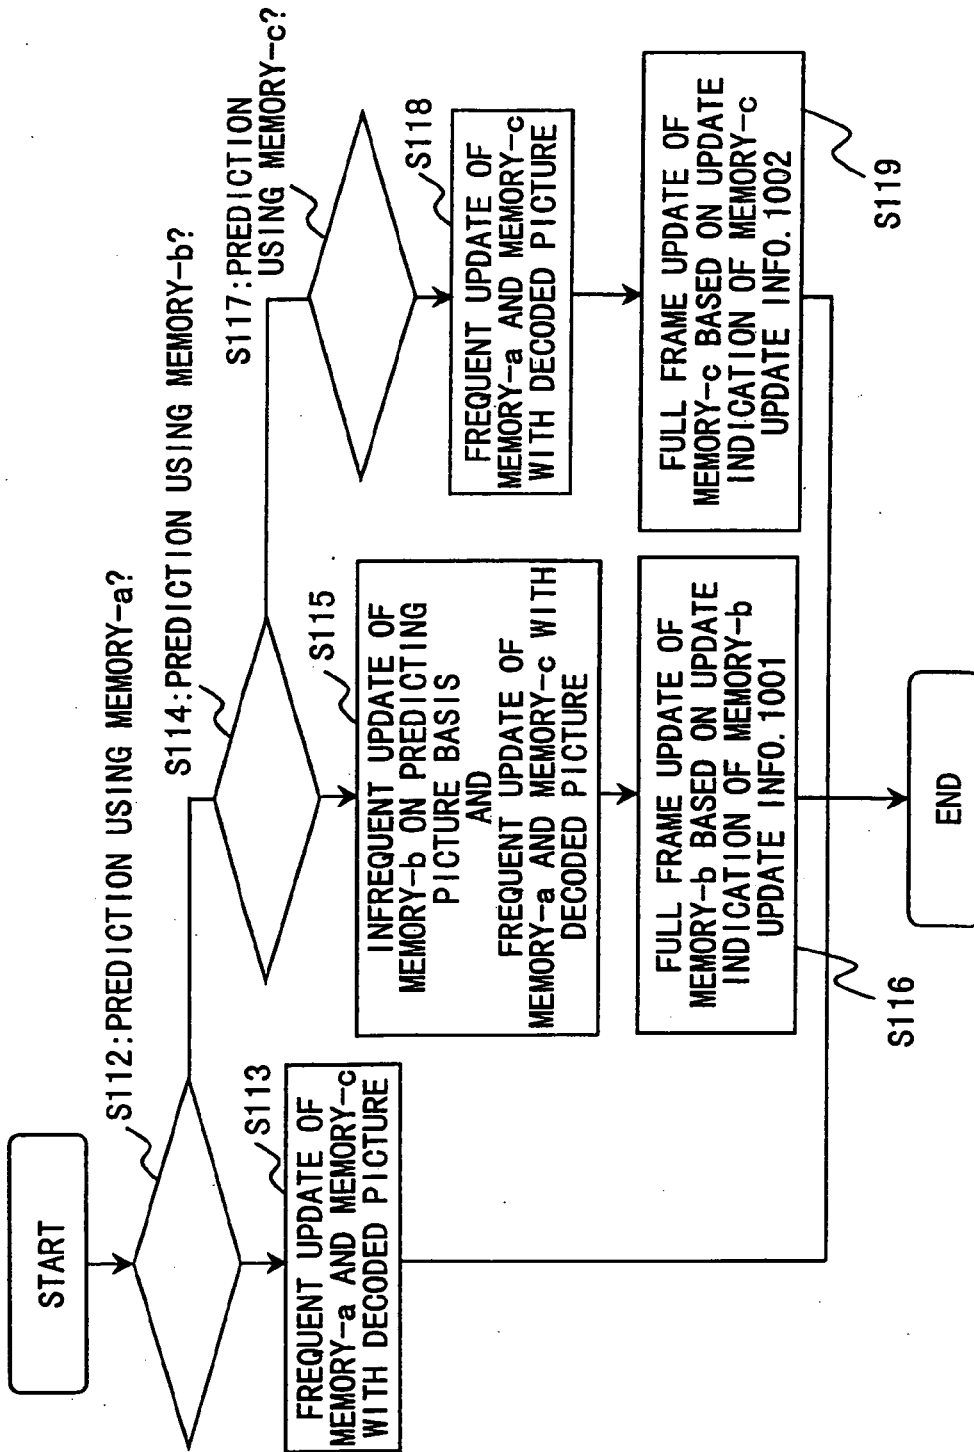 START
S112:PREDICTION USING MEMORY-a?
S113
FREQUENT UPDATE OF
MEMORY-a AND MEMORY-c
WITH DECODED PICTURE
S114:PREDICTION USING MEMORY-b?
S115
INFREQUENT UPDATE OF
MEMORY-b ON PREDICTING
PICTURE BASIS
AND
FREQUENT UPDATE OF
MEMORY-a AND MEMORY-c WITH
DECODED PICTURE
FULL FRAME UPDATE OF
MEMORY-b BASED ON UPDATE
INDICATION OF MEMORY-b
UPDATE INFO.1001
S116
S117:PREDICTION
USING MEMORY-c?
S118
FREQUENT UPDATE OF
MEMORY-a AND MEMORY-c
WITH DECODED PICTURE
FULL FRAME UPDATE OF
MEMORY-c BASED ON UPDATE
INDICATION OF MEMORY-c
UPDATE INFO.1002
S119
END